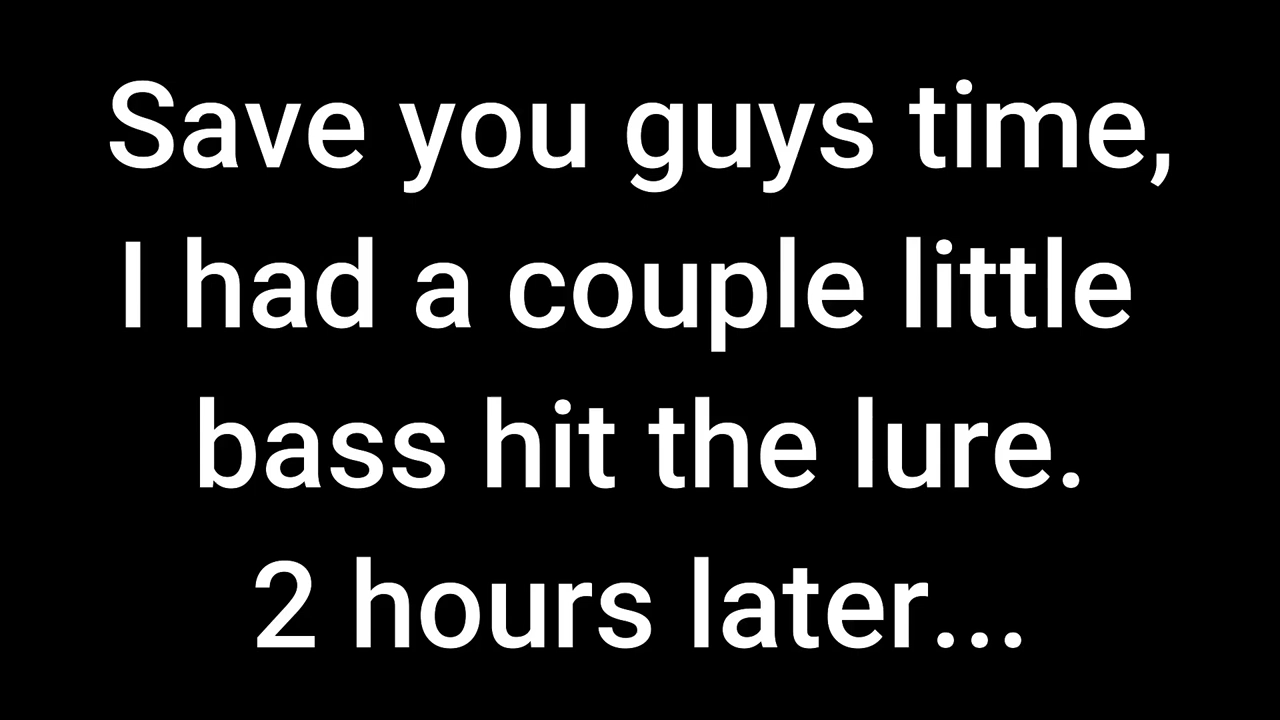 Save you guys time,
I had a couple little
bass hit the lure.
2 hours later...